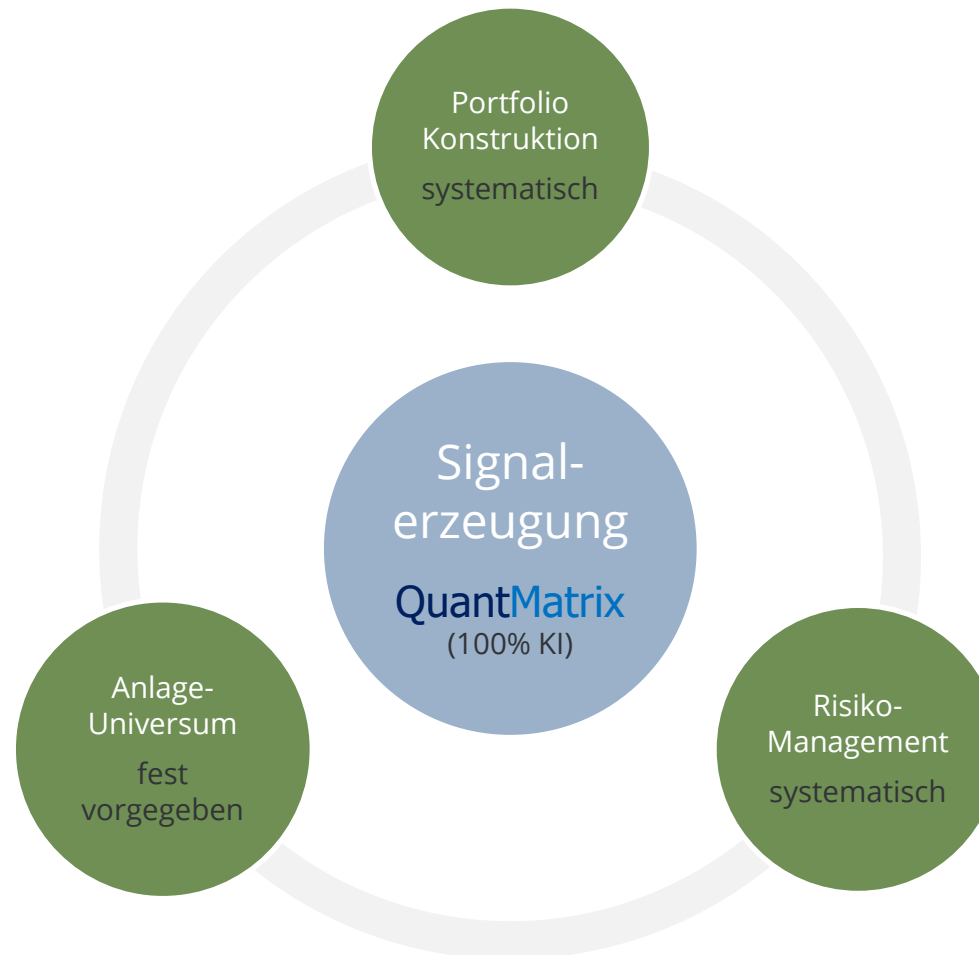 Portfolio
Konstruktion
systematisch
Signal-
erzeugung
QuantMatrix
(100% KI)
Anlage-
Universum
fest
vorgegeben
Risiko-
Management
systematisch